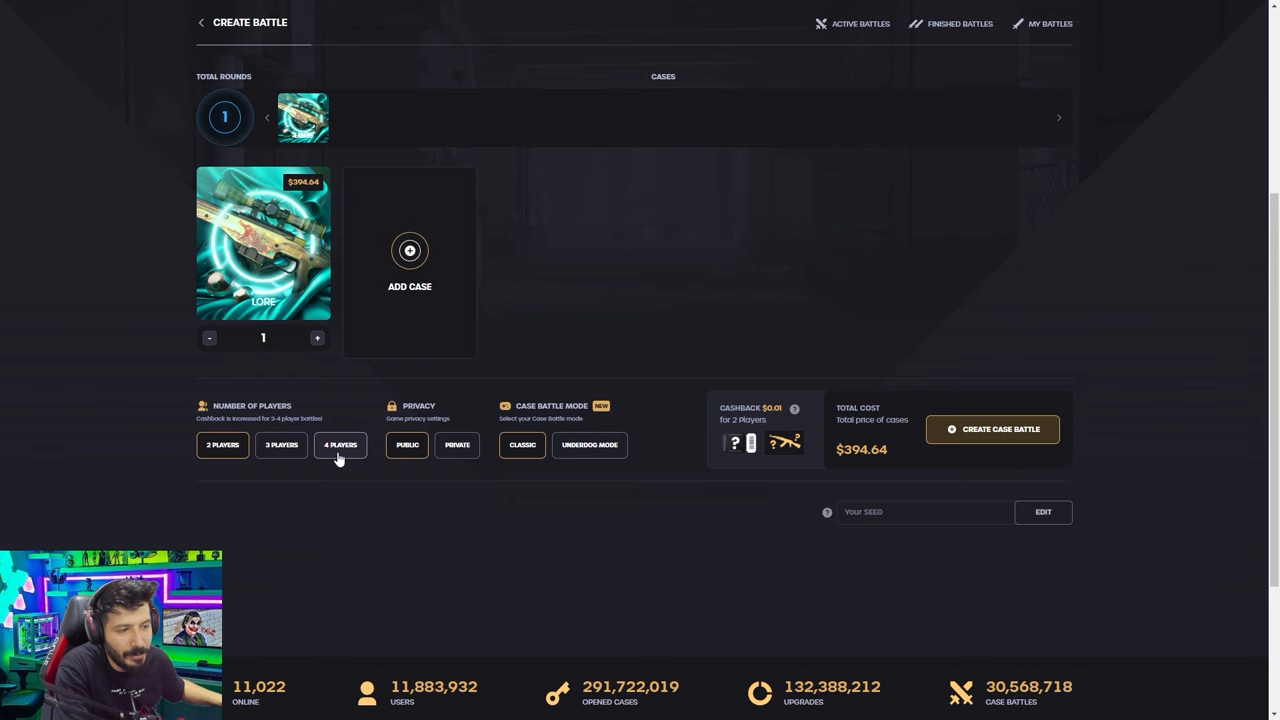 CREATE BATTLE
ACTIVE BATTLES
FINISHED BATTLES
MY BATTLES
TOTAL ROUNDS
CASES
1
$394.64
LORE
- 1 +
ADD CASE
NUMBER OF PLAYERS
Cashback is increased for 3-4 player battles!
2 PLAYERS
3 PLAYERS
4 PLAYERS
PRIVACY
Game privacy settings
PUBLIC
PRIVATE
CASE BATTLE MODE NEW
Select your Case Battle mode
CLASSIC
UNDERDOG MODE
CASHBACK $0.01 ?
for 2 Players
TOTAL COST
Total price of cases
$394.64
CREATE CASE BATTLE
? Your SEED
EDIT
11,022
ONLINE
11,883,932
USERS
291,722,019
OPENED CASES
132,388,212
UPGRADES
30,568,718
CASE BATTLES